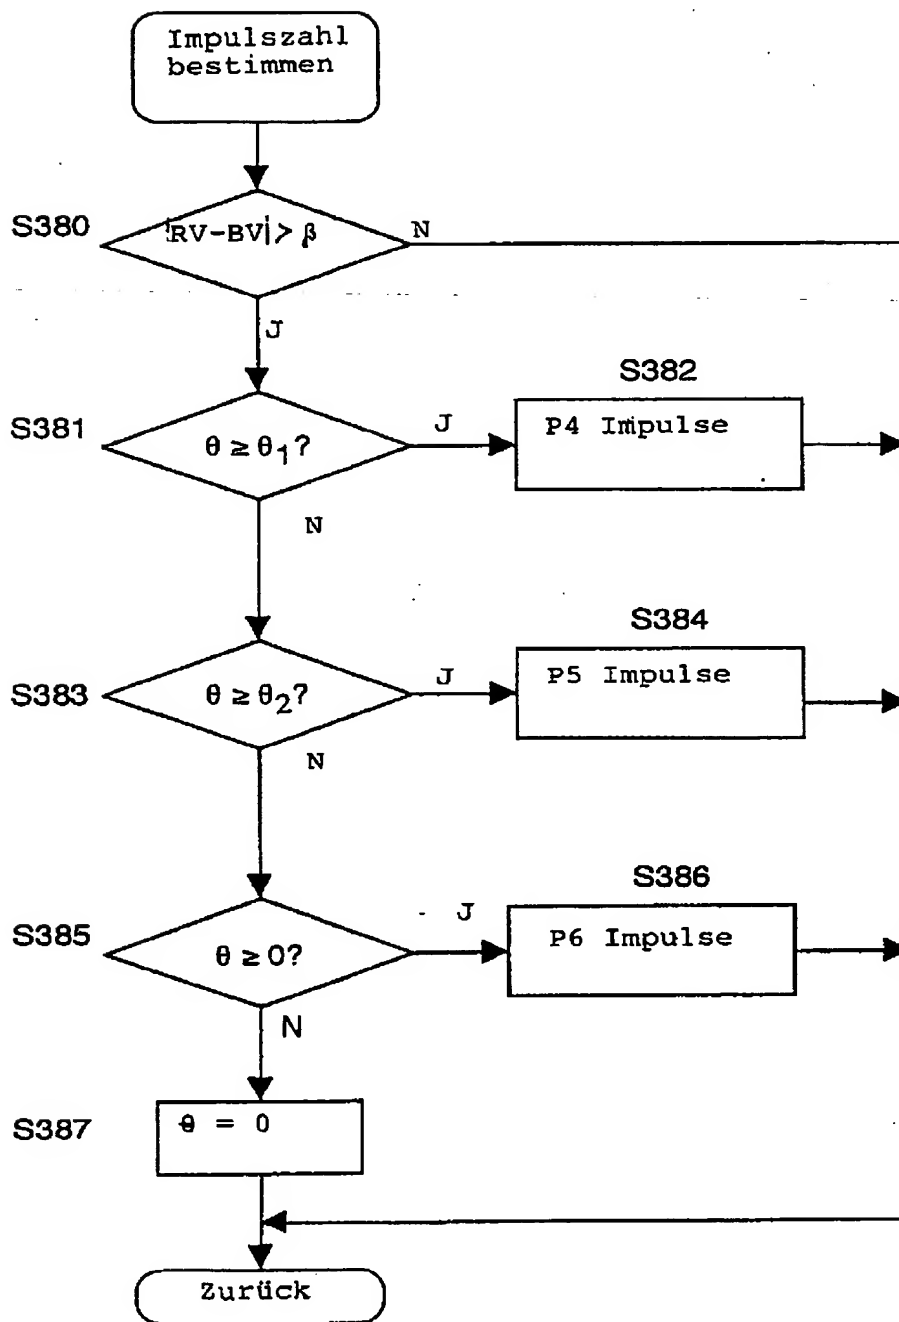 Impulszahl
bestimmen
S380
|RV-BV| > β
N
J
S381
θ ≥ θ1?
J
S382
P4 Impulse
N
S383
θ ≥ θ2?
J
S384
P5 Impulse
N
S385
θ ≥ 0?
J
S386
P6 Impulse
N
S387
θ = 0
Zurück